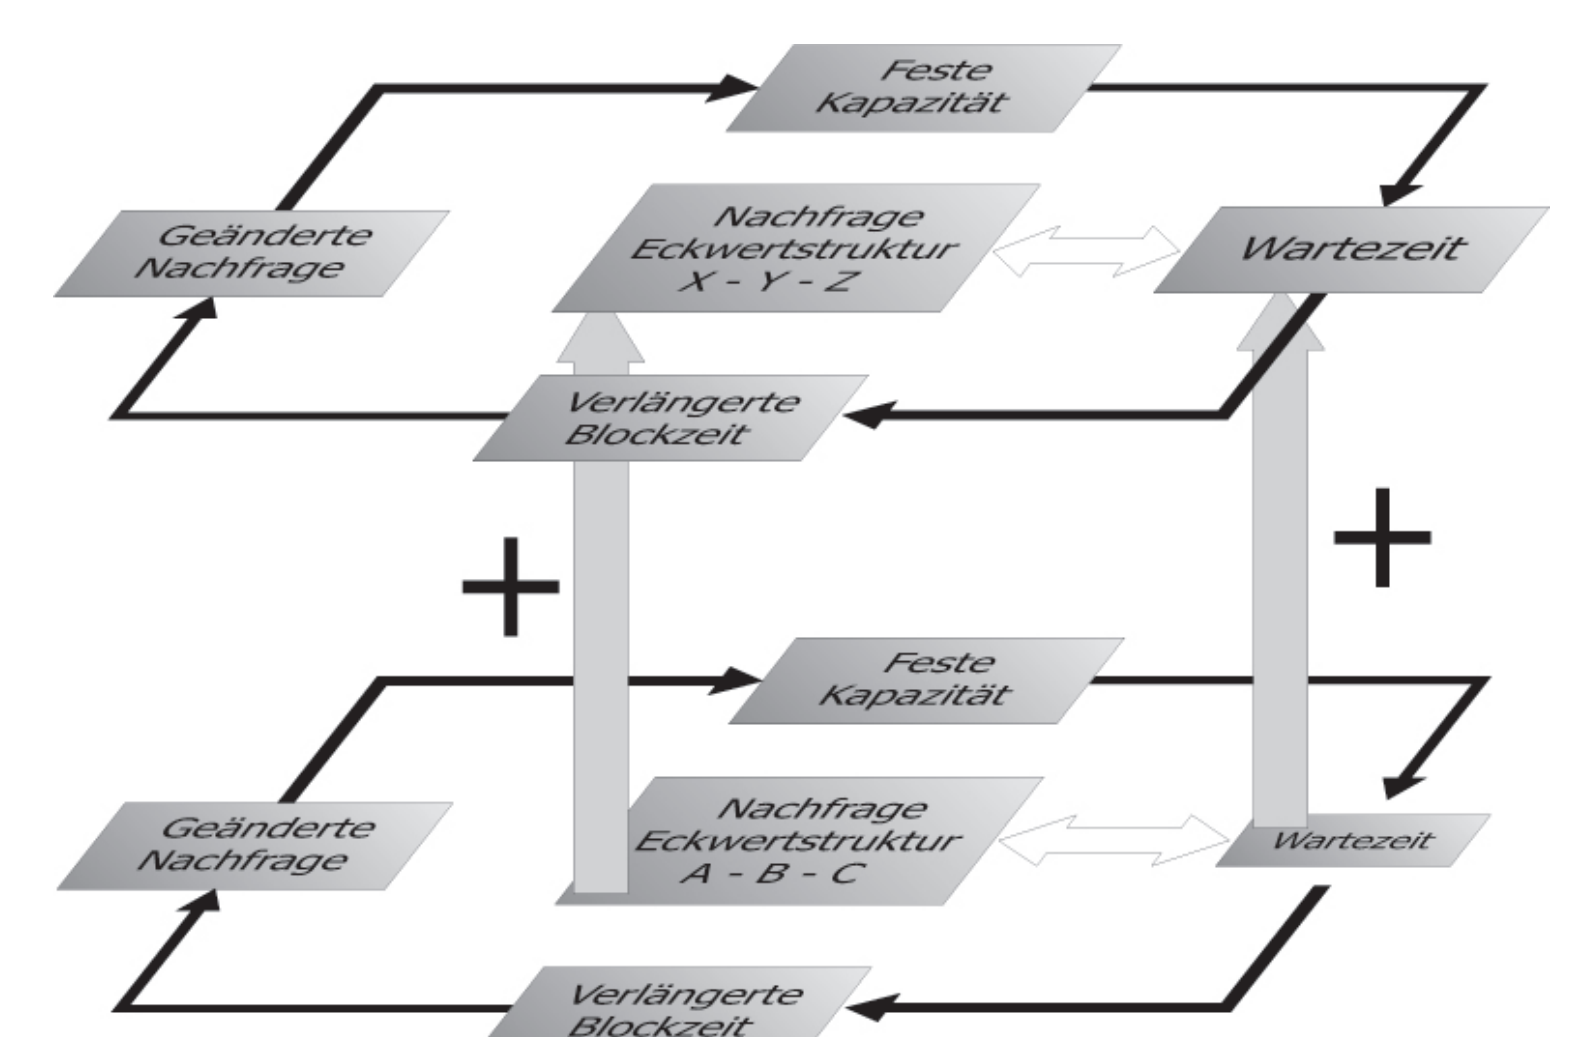 Feste
Kapazität
Geänderte
Nachfrage
Nachfrage
Eckwertstruktur
X - Y - Z
Wartezeit
Verlängerte
Blockzeit
+
+
Feste
Kapazität
Geänderte
Nachfrage
Nachfrage
Eckwertstruktur
A - B - C
Wartezeit
Verlängerte
Blockzeit